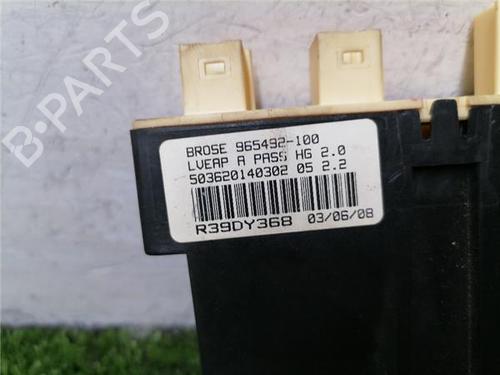 BROSE 965492-100
LVEAP A PASS HG 2.0
503620140302 05 2.2
R39DY368 03/06/08
B-PARTS